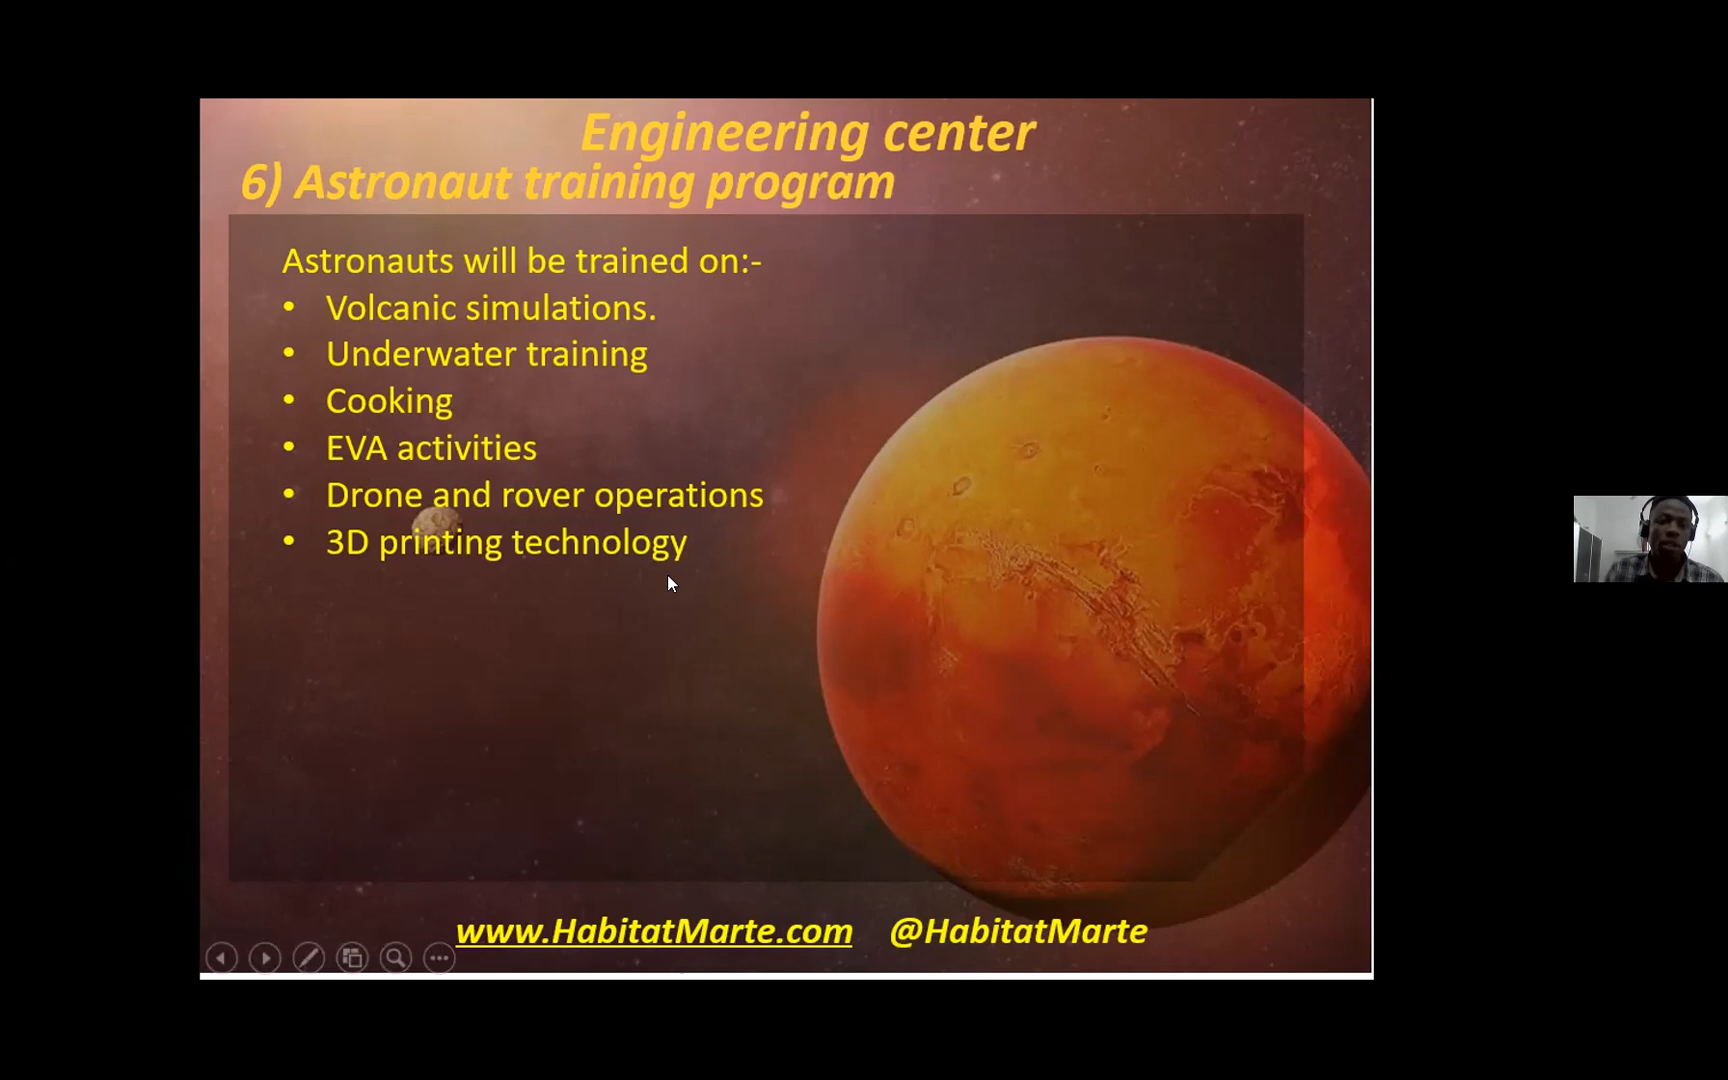 Engineering center
6) Astronaut training program
Astronauts will be trained on:-
• Volcanic simulations.
• Underwater training
• Cooking
• EVA activities
• Drone and rover operations
• 3D printing technology
www.HabitatMarte.com @HabitatMarte